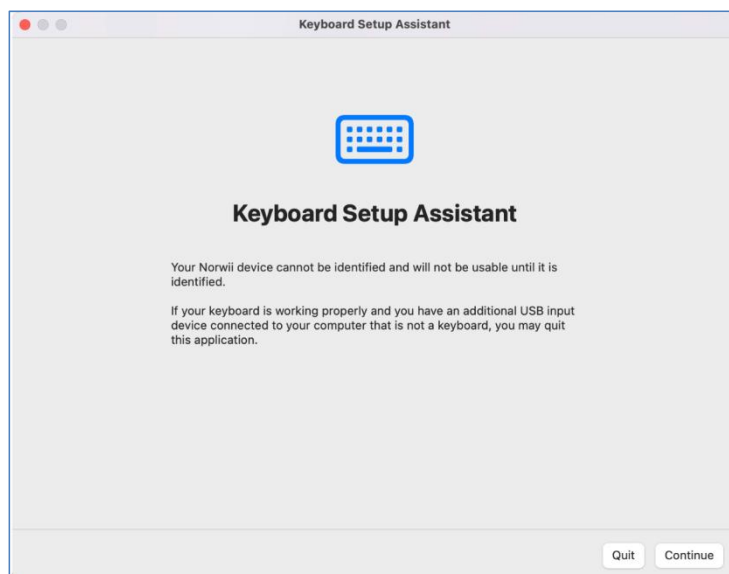 Keyboard Setup Assistant
Keyboard Setup Assistant
Your Norwii device cannot be identified and will not be usable until it is
identified.
If your keyboard is working properly and you have an additional USB input
device connected to your computer that is not a keyboard, you may quit
this application.
Quit Continue